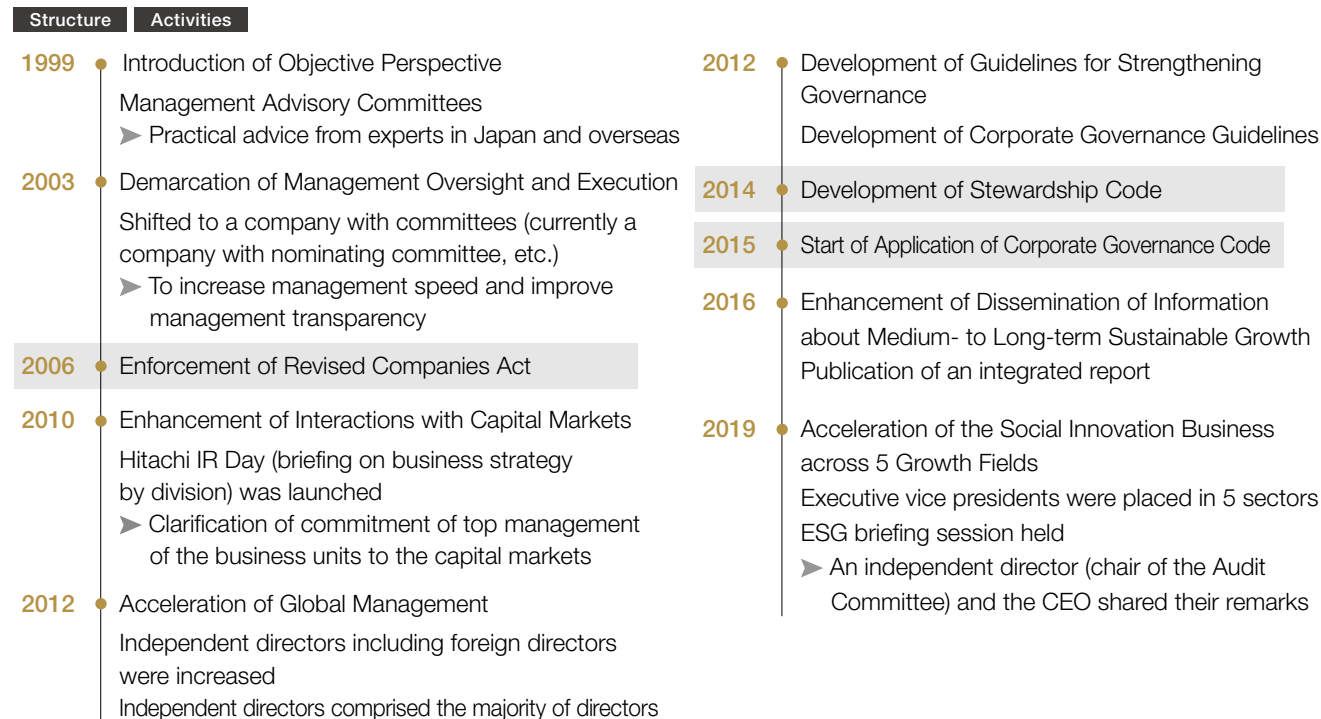 Structure Activities
1999 Introduction of Objective Perspective
Management Advisory Committees
➤ Practical advice from experts in Japan and overseas
2003 Demarcation of Management Oversight and Execution
Shifted to a company with committees (currently a
company with nominating committee, etc.)
➤ To increase management speed and improve
management transparency
2006 Enforcement of Revised Companies Act
2010 Enhancement of Interactions with Capital Markets
Hitachi IR Day (briefing on business strategy
by division) was launched
➤ Clarification of commitment of top management
of the business units to the capital markets
2012 Acceleration of Global Management
Independent directors including foreign directors
were increased
Independent directors comprised the majority of directors
2012 Development of Guidelines for Strengthening
Governance
Development of Corporate Governance Guidelines
2014 Development of Stewardship Code
2015 Start of Application of Corporate Governance Code
2016 Enhancement of Dissemination of Information
about Medium- to Long-term Sustainable Growth
Publication of an integrated report
2019 Acceleration of the Social Innovation Business
across 5 Growth Fields
Executive vice presidents were placed in 5 sectors
ESG briefing session held
➤ An independent director (chair of the Audit
Committee) and the CEO shared their remarks